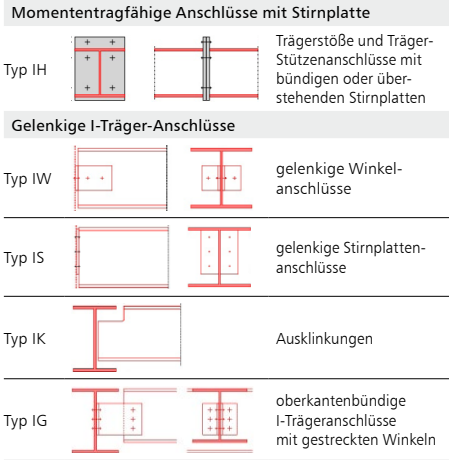 Momententragfähige Anschlüsse mit Stirnplatte
Typ IH
Trägerstöße und Träger-
Stützenanschlüsse mit
bündigen oder über-
stehenden Stirnplatten
Gelenkige I-Träger-Anschlüsse
Typ IW
gelenkige Winkel-
anschlüsse
Typ IS
gelenkige Stirnplatten-
anschlüsse
Typ IK
Ausklinkungen
Typ IG
oberkantenbündige
I-Trägeranschlüsse
mit gestreckten Winkeln